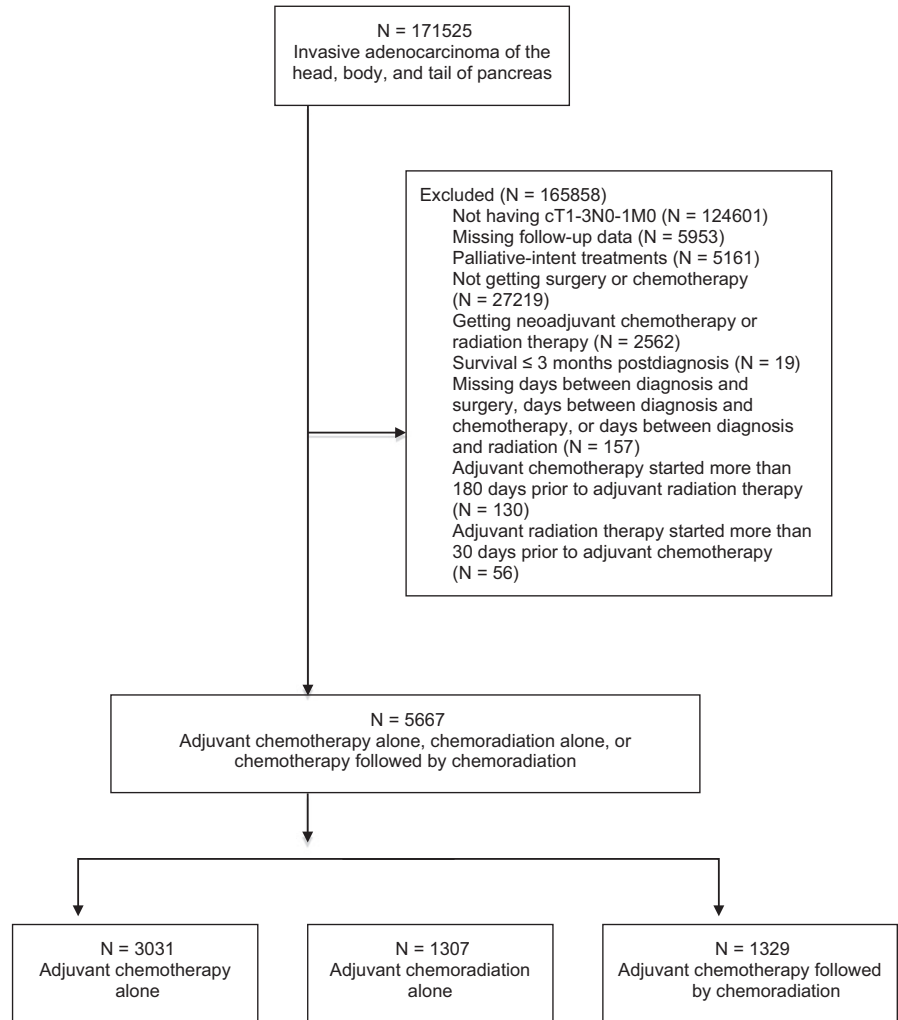 N = 171525
Invasive adenocarcinoma of the
head, body, and tail of pancreas
Excluded (N = 165858)
Not having cT1-3N0-1M0 (N = 124601)
Missing follow-up data (N = 5953)
Palliative-intent treatments (N = 5161)
Not getting surgery or chemotherapy
(N = 27219)
Getting neoadjuvant chemotherapy or
radiation therapy (N = 2562)
Survival ≤ 3 months postdiagnosis (N = 19)
Missing days between diagnosis and
surgery, days between diagnosis and
chemotherapy, or days between diagnosis
and radiation (N = 157)
Adjuvant chemotherapy started more than
180 days prior to adjuvant radiation therapy
(N = 130)
Adjuvant radiation therapy started more than
30 days prior to adjuvant chemotherapy
(N = 56)
N = 5667
Adjuvant chemotherapy alone, chemoradiation alone, or
chemotherapy followed by chemoradiation
N = 3031
Adjuvant chemotherapy
alone
N = 1307
Adjuvant chemoradiation
alone
N = 1329
Adjuvant chemotherapy followed
by chemoradiation